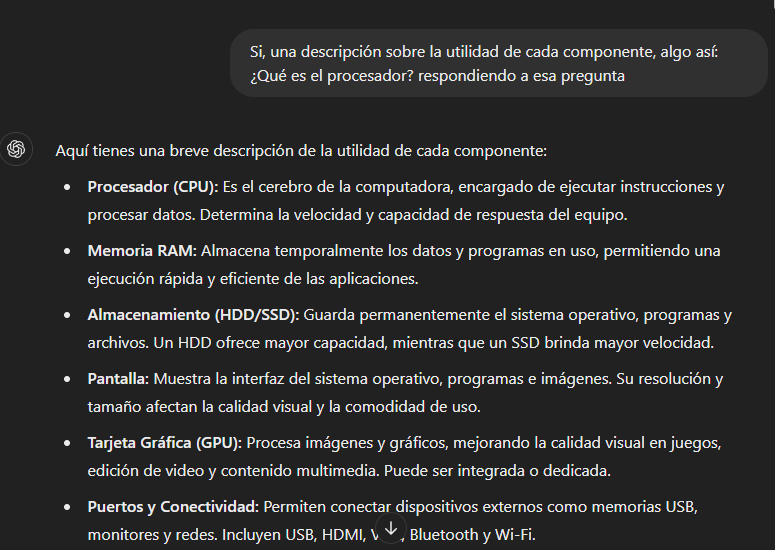 Si, una descripción sobre la utilidad de cada componente, algo así:
¿Qué es el procesador? respondiendo a esa pregunta
Aquí tienes una breve descripción de la utilidad de cada componente:
Procesador (CPU): Es el cerebro de la computadora, encargado de ejecutar instrucciones y
procesar datos. Determina la velocidad y capacidad de respuesta del equipo.
Memoria RAM: Almacena temporalmente los datos y programas en uso, permitiendo una
ejecución rápida y eficiente de las aplicaciones.
Almacenamiento (HDD/SSD): Guarda permanentemente el sistema operativo, programas y
archivos. Un HDD ofrece mayor capacidad, mientras que un SSD brinda mayor velocidad.
Pantalla: Muestra la interfaz del sistema operativo, programas e imágenes. Su resolución y
tamaño afectan la calidad visual y la comodidad de uso.
Tarjeta Gráfica (GPU): Procesa imágenes y gráficos, mejorando la calidad visual en juegos,
edición de video y contenido multimedia. Puede ser integrada o dedicada.
Puertos y Conectividad: Permiten conectar dispositivos externos como memorias USB,
monitores y redes. Incluyen USB, HDMI, Bluetooth y Wi-Fi.